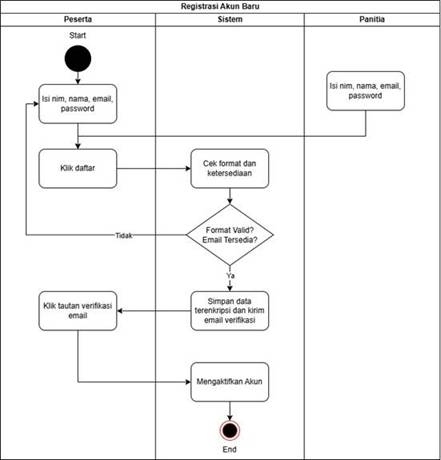 Registrasi Akun Baru
Peserta
Sistem
Panitia
Start
Isi nim, nama, email,
password
Isi nim, nama, email,
password
Klik daftar
Cek format dan
ketersediaan
Format Valid?
Email Tersedia?
Tidak
Ya
Klik tautan verifikasi
email
Simpan data
terenkripsi dan kirim
email verifikasi
Mengaktifkan Akun
End